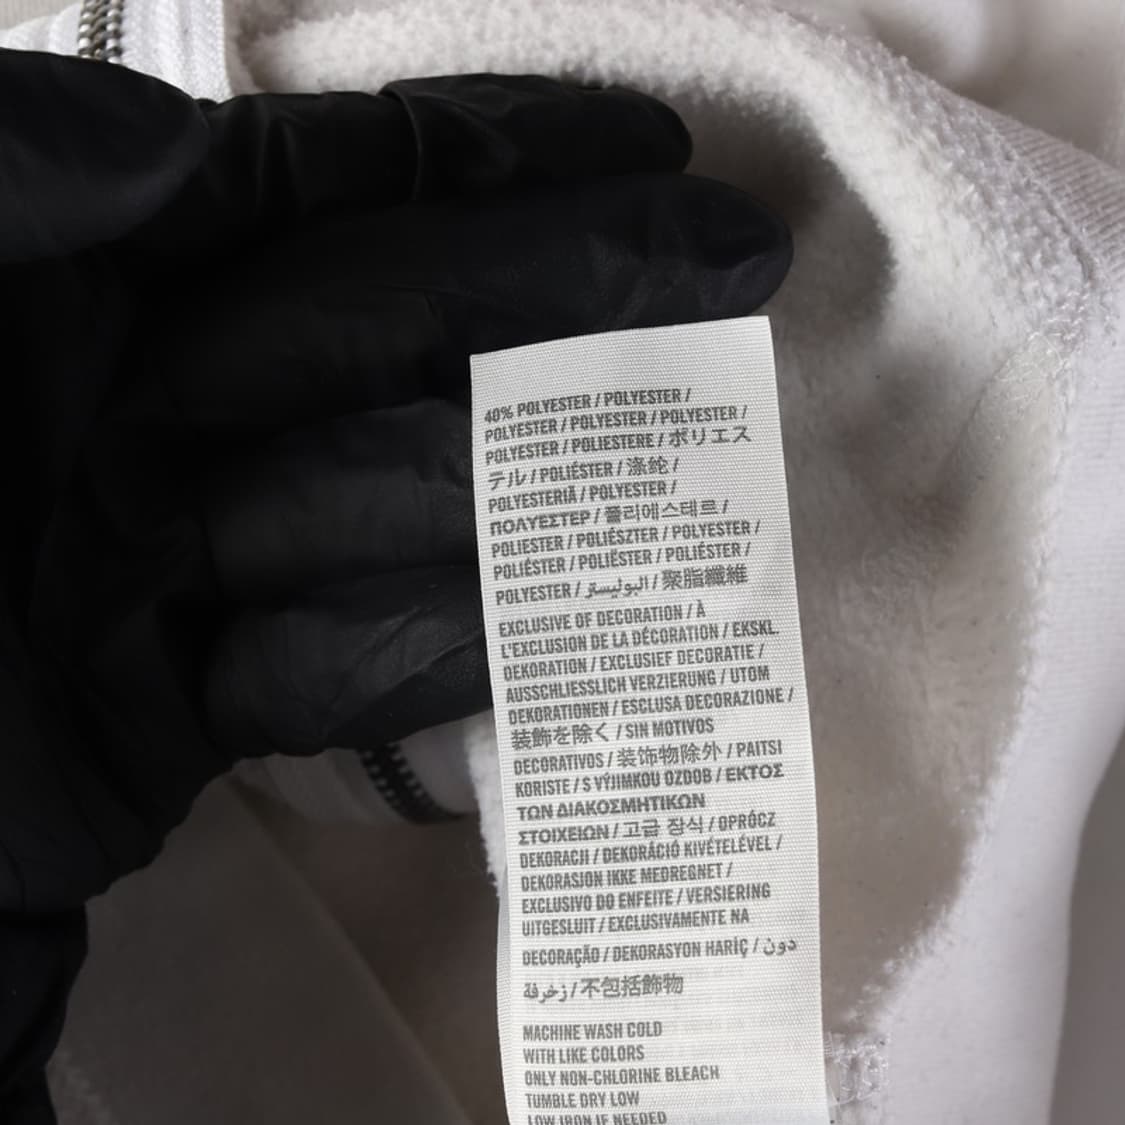 40% POLYESTER / POLYESTER /
POLYESTER / POLYESTER / POLYESTER /
POLYESTER / POLIESTERE / ポリエス
テル / POLIÉSTER / 涤纶 /
POLYESTERIÄ / POLYESTER /
ΠΟΛΥΕΣΤΕΡ / 폴리에스테르 /
POLIESTER / POLIÉSZTER / POLYESTER /
POLIÉSTER / POLIËSTER / POLIÉSTER /
POLYESTER / البوليستر / 聚脂纖維
EXCLUSIVE OF DECORATION / À
L'EXCLUSION DE LA DÉCORATION / EKSKL.
DEKORATION / EXCLUSIEF DECORATIE /
AUSSCHLIESSLICH VERZIERUNG / UTOM
DEKORATIONEN / ESCLUSA DECORAZIONE /
装飾を除く / SIN MOTIVOS
DECORATIVOS / 装饰物除外 / PAITSI
KORISTE / S VÝJIMKOU OZDOB / ΕΚΤΟΣ
ΤΩΝ ΔΙΑΚΟΣΜΗΤΙΚΩΝ
ΣΤΟΙΧΕΙΩΝ / 고급 장식 / OPRÓCZ
DEKORACJI / DEKORÁCIÓ KIVÉTELÉVEL /
DEKORASJON IKKE MEDREGNET /
EXCLUSIVO DO ENFEITE / VERSIERING
UITGESLUIT / EXCLUSIVAMENTE NA
DECORAÇÃO / DEKORASYON HARİÇ / دون
زخرفة / 不包括飾物
MACHINE WASH COLD
WITH LIKE COLORS
ONLY NON-CHLORINE BLEACH
TUMBLE DRY LOW
LOW IRON IF NEEDED